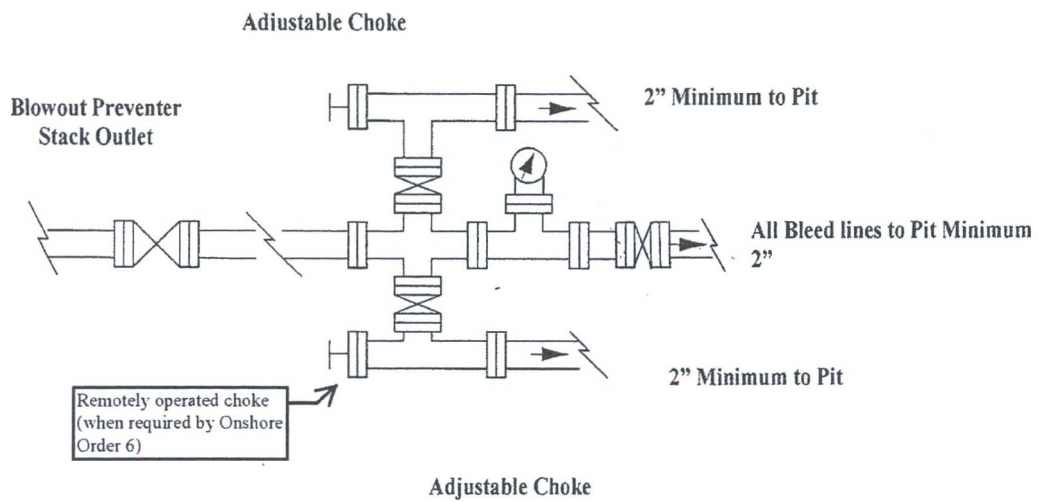 Adjustable Choke
Blowout Preventer
Stack Outlet
2” Minimum to Pit
All Bleed lines to Pit Minimum
2”
2” Minimum to Pit
Remotely operated choke
(when required by Onshore
Order 6)
Adjustable Choke